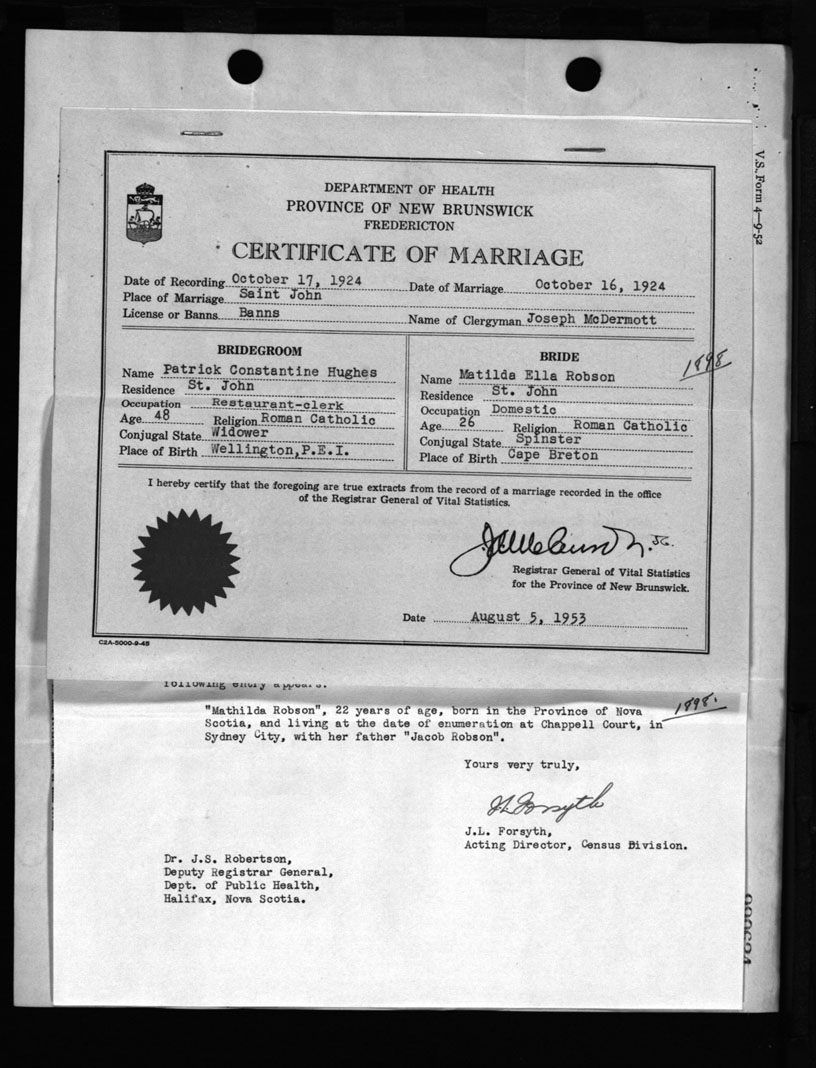 V.S. Form 4—9-52
DEPARTMENT OF HEALTH
PROVINCE OF NEW BRUNSWICK
FREDERICTON
CERTIFICATE OF MARRIAGE
Date of Recording October 17, 1924 Date of Marriage October 16, 1924
Place of Marriage Saint John
License or Banns Banns Name of Clergyman Joseph McDermott
BRIDEGROOM
Name Patrick Constantine Hughes
Residence St. John
Occupation Restaurant-clerk
Age 48 Religion Roman Catholic
Conjugal State Widower
Place of Birth Wellington,P.E.I.
BRIDE
1898
Name Matilda Ella Robson
Residence St. John
Occupation Domestic
Age 26 Religion Roman Catholic
Conjugal State Spinster
Place of Birth Cape Breton
I hereby certify that the foregoing are true extracts from the record of a marriage recorded in the office
of the Registrar General of Vital Statistics.
Registrar General of Vital Statistics
for the Province of New Brunswick.
Date August 5, 1953
C2A-5000-9-45
following entry appears.
"Mathilda Robson", 22 years of age, born in the Province of Nova
1898.
Scotia, and living at the date of enumeration at Chappell Court, in
Sydney City, with her father "Jacob Robson".
Yours very truly,
J L Forsyth
J.L. Forsyth,
Acting Director, Census Division.
Dr. J.S. Robertson,
Deputy Registrar General,
Dept. of Public Health,
Halifax, Nova Scotia.